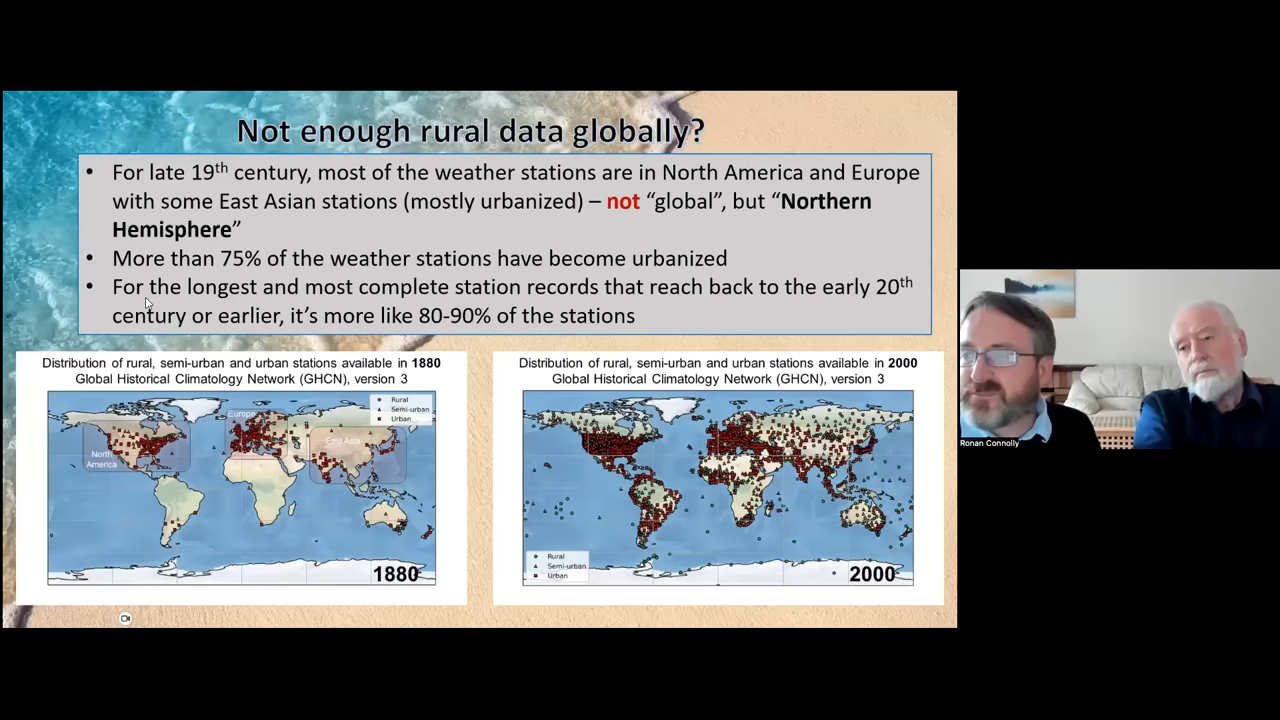 Not enough rural data globally?
• For late 19th century, most of the weather stations are in North America and Europe
with some East Asian stations (mostly urbanized) – not “global”, but “Northern
Hemisphere”
• More than 75% of the weather stations have become urbanized
• For the longest and most complete station records that reach back to the early 20th
century or earlier, it’s more like 80-90% of the stations
Distribution of rural, semi-urban and urban stations available in 1880
Global Historical Climatology Network (GHCN), version 3
Rural
Semi-urban
Urban
Europe
East Asia
North
America
1880
Distribution of rural, semi-urban and urban stations available in 2000
Global Historical Climatology Network (GHCN), version 3
Rural
Semi-urban
Urban
2000
Ronan Connolly